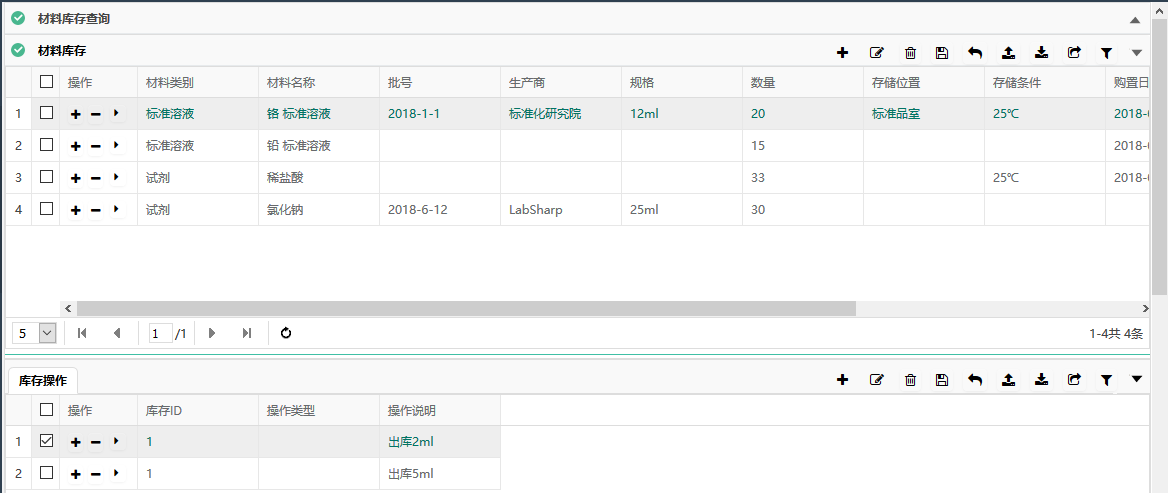 材料库存查询
材料库存
操作 材料类别 材料名称 批号 生产商 规格 数量 存储位置 存储条件 购置日
1 标准溶液 铬 标准溶液 2018-1-1 标准化研究院 12ml 20 标准品室 25℃ 2018-0
2 标准溶液 铅 标准溶液 15 2018-0
3 试剂 稀盐酸 33 25℃ 2018-0
4 试剂 氯化钠 2018-6-12 LabSharp 25ml 30
5 1 /1 1-4共 4条
库存操作
操作 库存ID 操作类型 操作说明
1 1 出库2ml
2 1 出库5ml